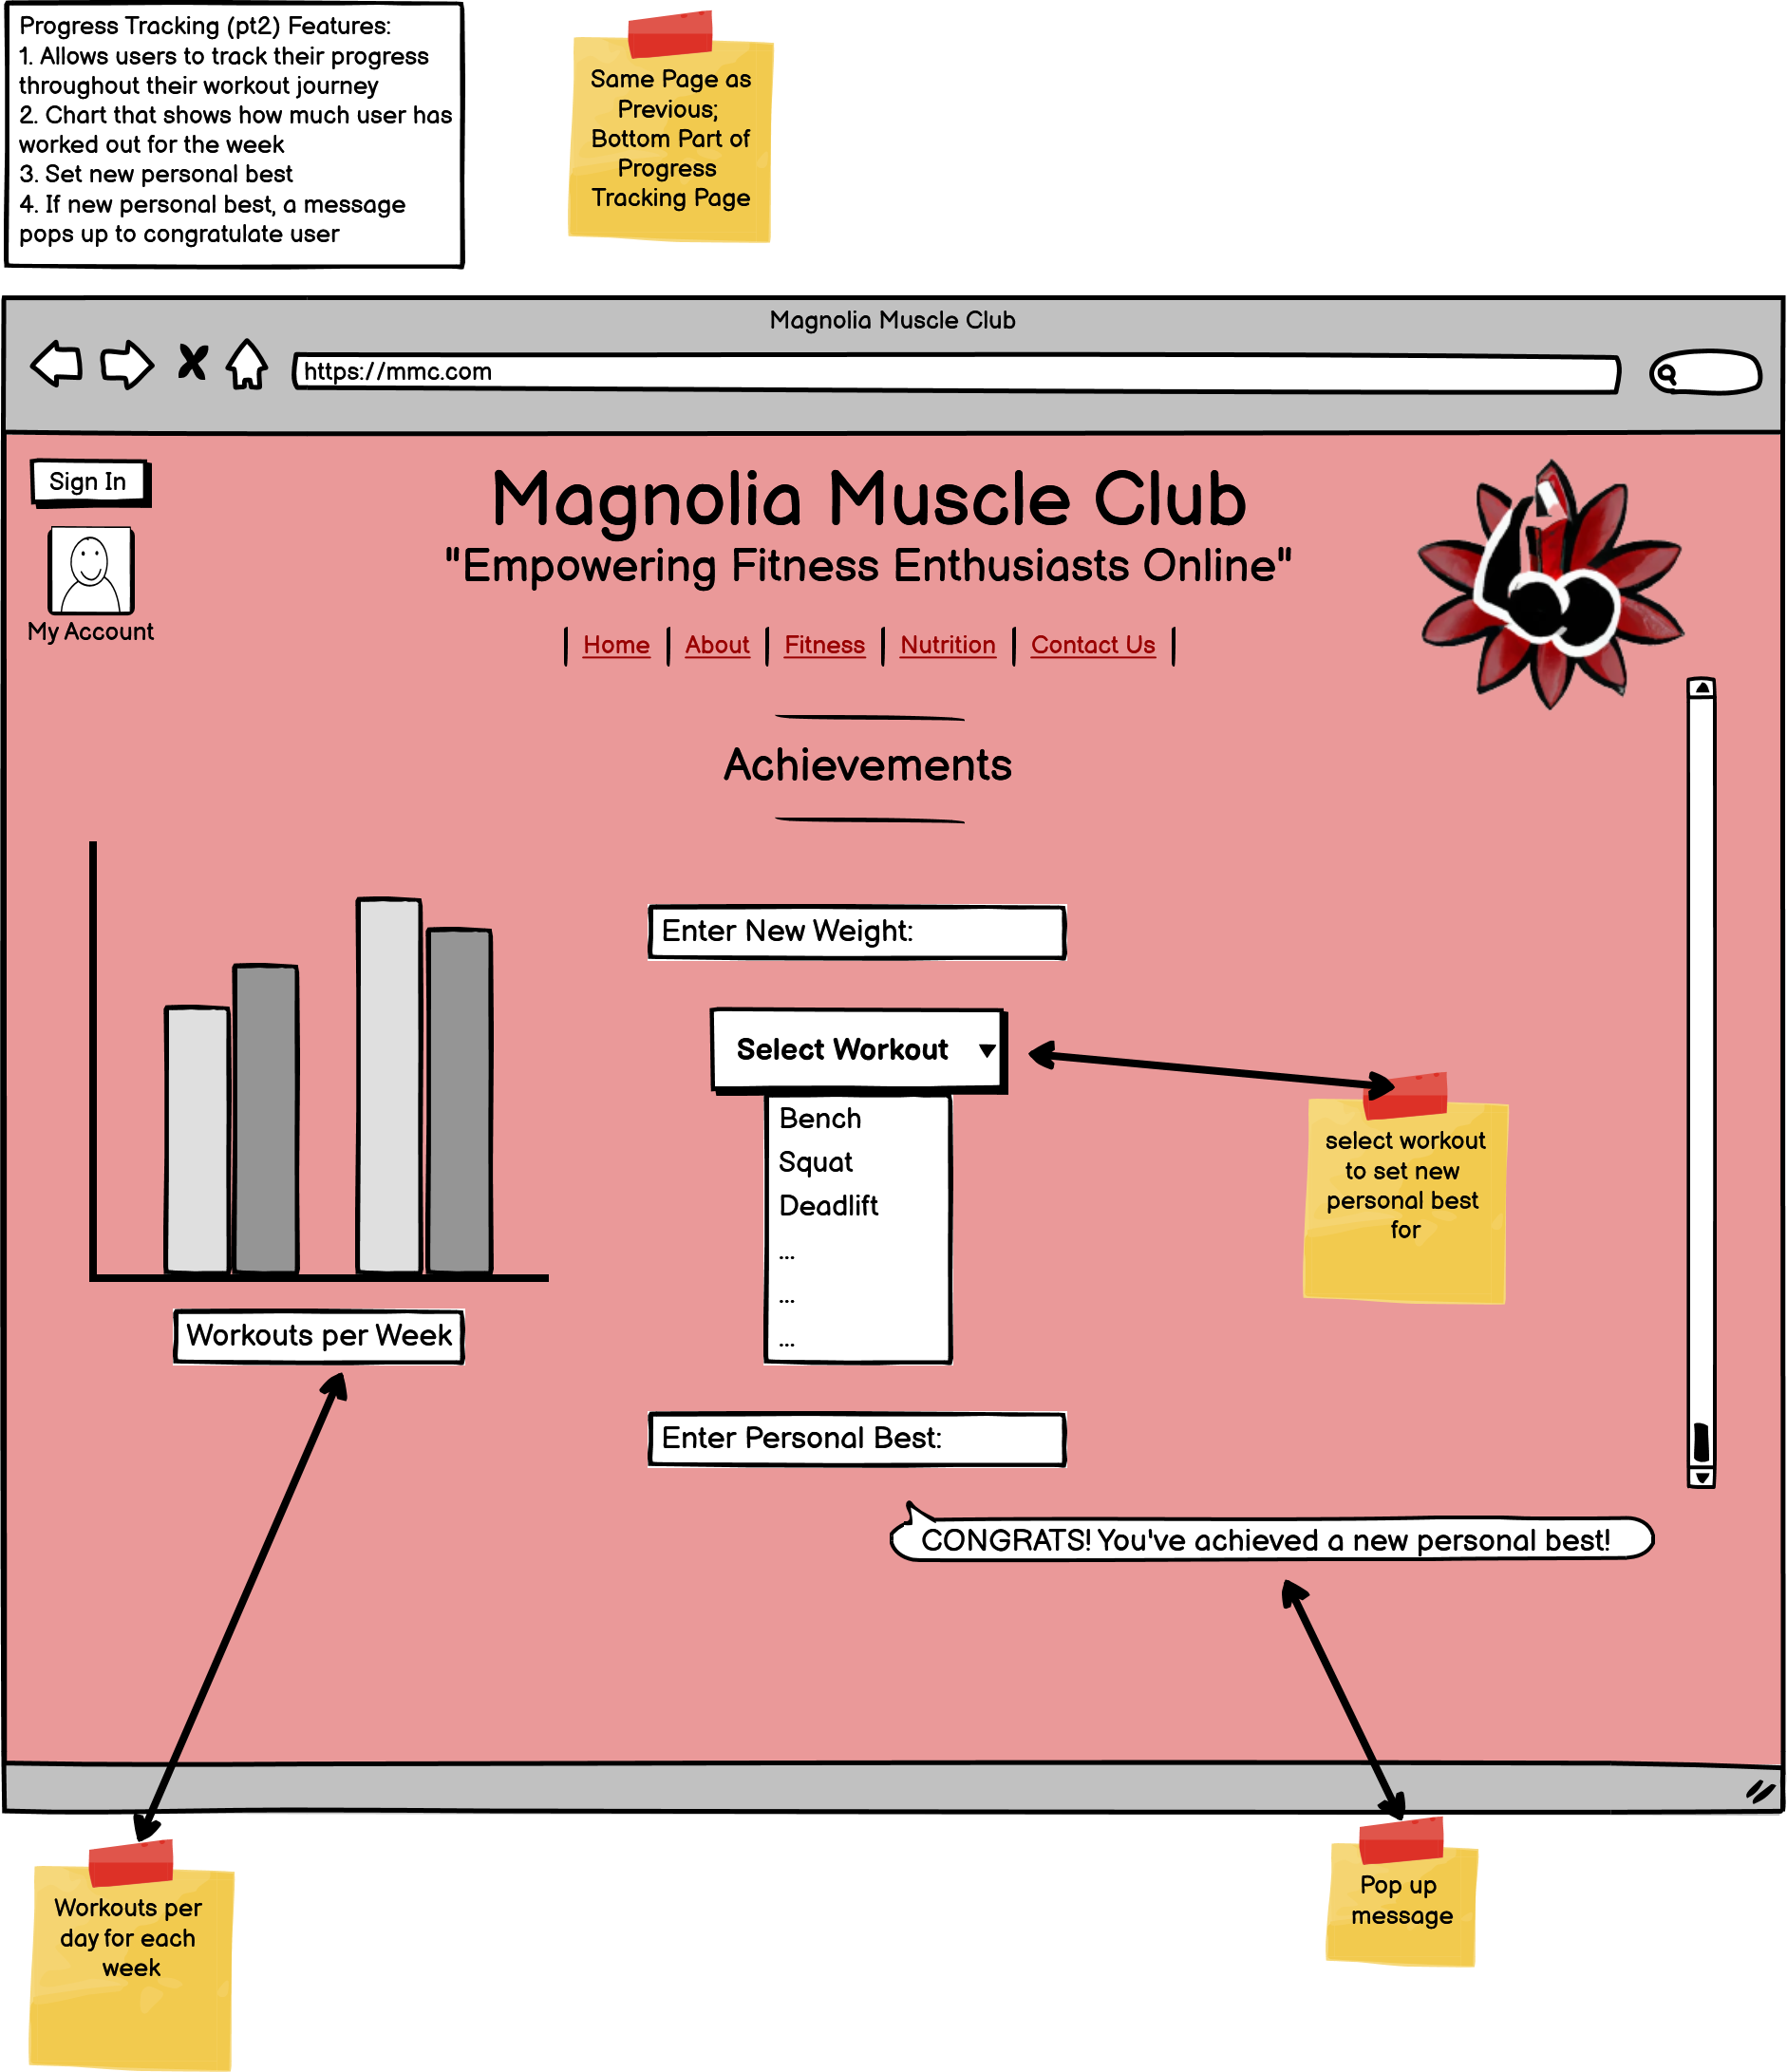 Progress Tracking (pt2) Features:
1. Allows users to track their progress
throughout their workout journey
2. Chart that shows how much user has
worked out for the week
3. Set new personal best
4. If new personal best, a message
pops up to congratulate user
Same Page as
Previous;
Bottom Part of
Progress
Tracking Page
Magnolia Muscle Club
https://mmc.com
Sign In
My Account
Magnolia Muscle Club
"Empowering Fitness Enthusiasts Online"
| Home | About | Fitness | Nutrition | Contact Us |
Achievements
Enter New Weight:
Select Workout
Bench
Squat
Deadlift
...
...
...
select workout
to set new
personal best
for
Workouts per Week
Enter Personal Best:
CONGRATS! You've achieved a new personal best!
Workouts per
day for each
week
Pop up
message